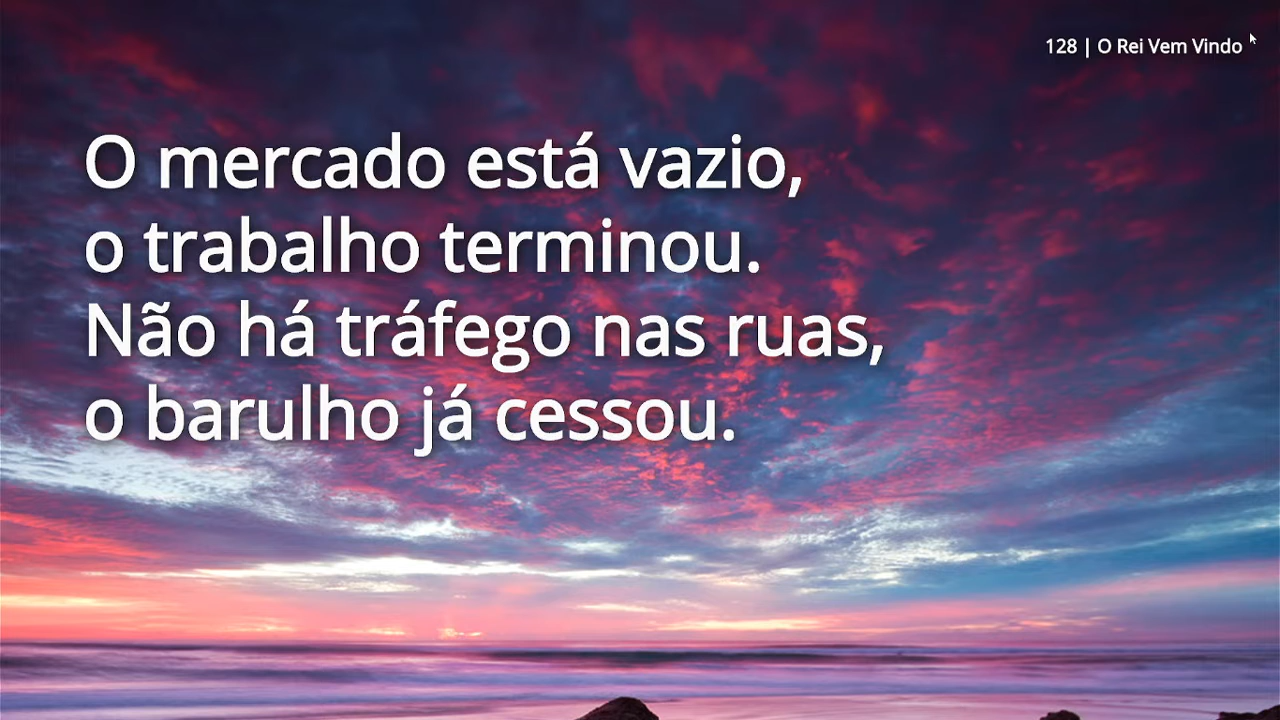 128 | O Rei Vem Vindo
O mercado está vazio,
o trabalho terminou.
Não há tráfego nas ruas,
o barulho já cessou.